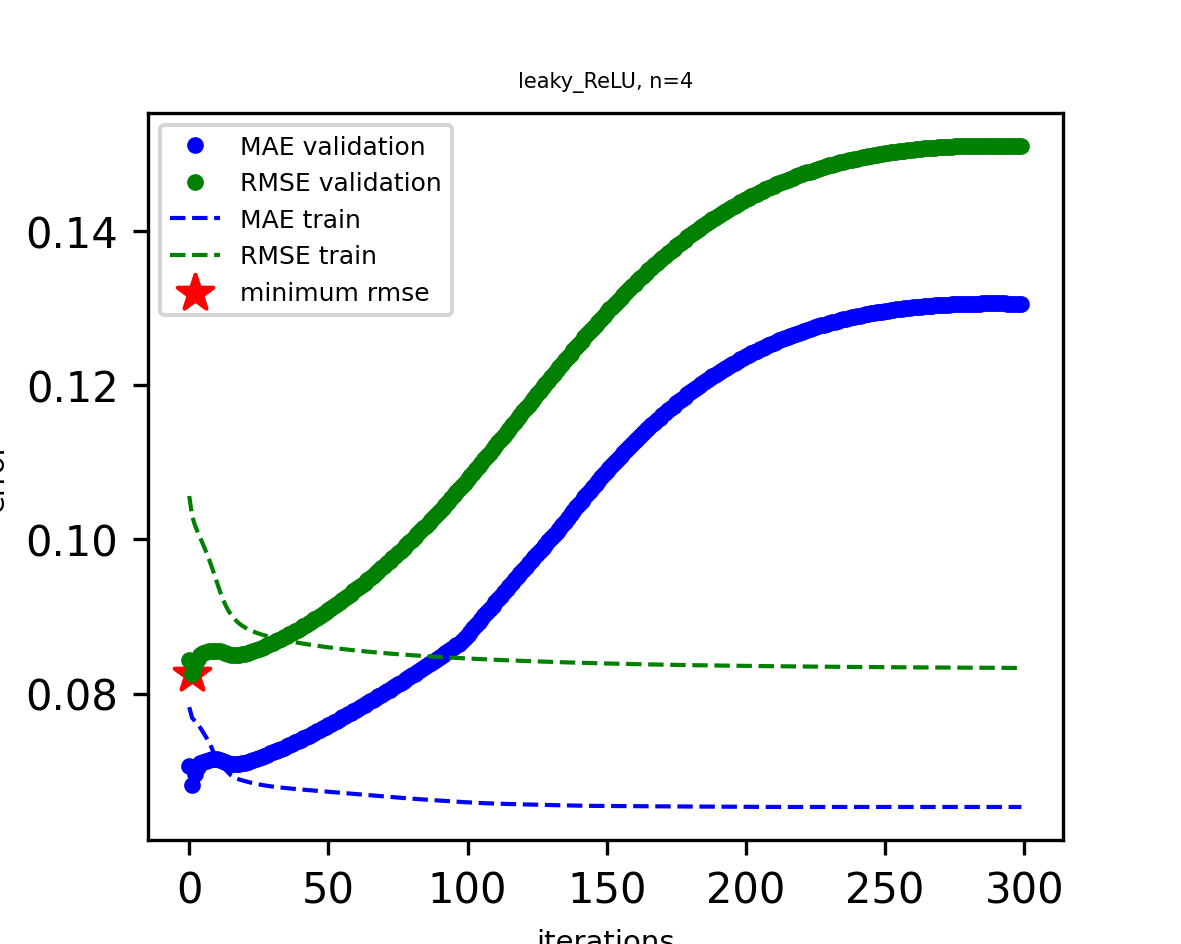 leaky_ReLU, n=4
MAE validation
RMSE validation
MAE train
RMSE train
minimum rmse
0.14
0.12
0.10
0.08
error
0 50 100 150 200 250 300
iterations